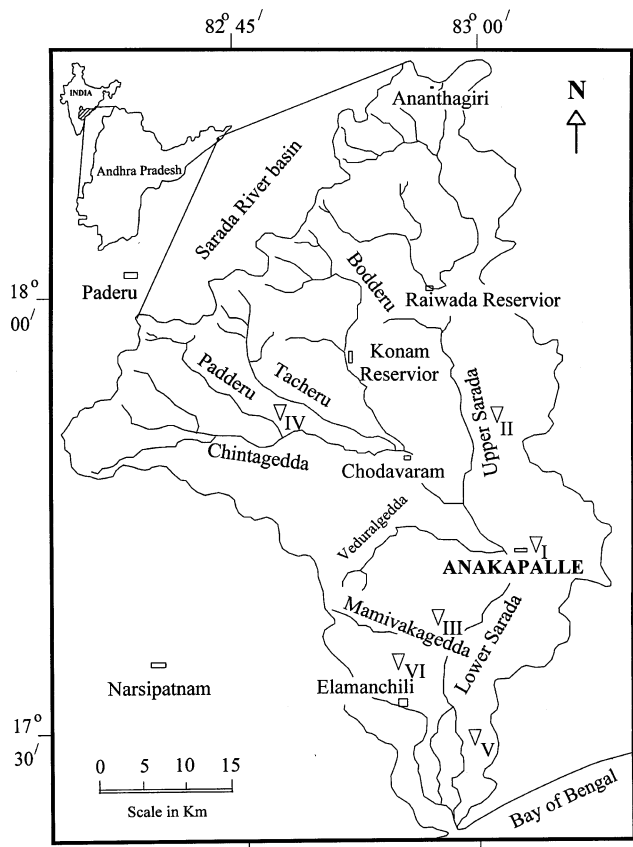 82° 45/
83° 00/
Ananthagiri
N
INDIA
Andhra Pradesh
Sarada River basin
Paderu
18°
00/
Bodderu
Raiwada Reservior
Konam
Reservior
Padderu
Tacheru
Upper Sarada
IV
II
Chintagedda
Chodavaram
Veduralgedda
I
ANAKAPALLE
Mamivakagedda
III
Lower Sarada
VI
Narsipatnam
Elamanchili
17°
30/
V
0 5 10 15
Scale in Km
Bay of Bengal